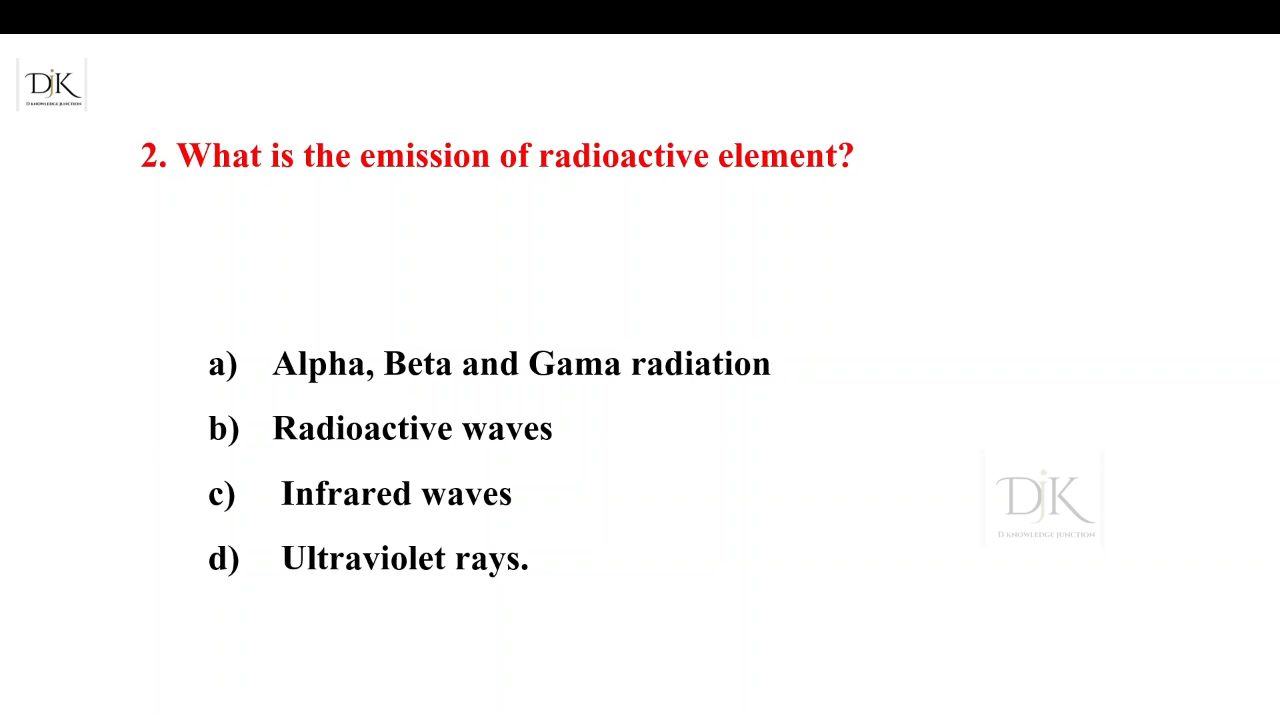 DjK
D KNOWLEDGE JUNCTION
2. What is the emission of radioactive element?
a) Alpha, Beta and Gama radiation
b) Radioactive waves
c) Infrared waves
d) Ultraviolet rays.
DjK
D KNOWLEDGE JUNCTION